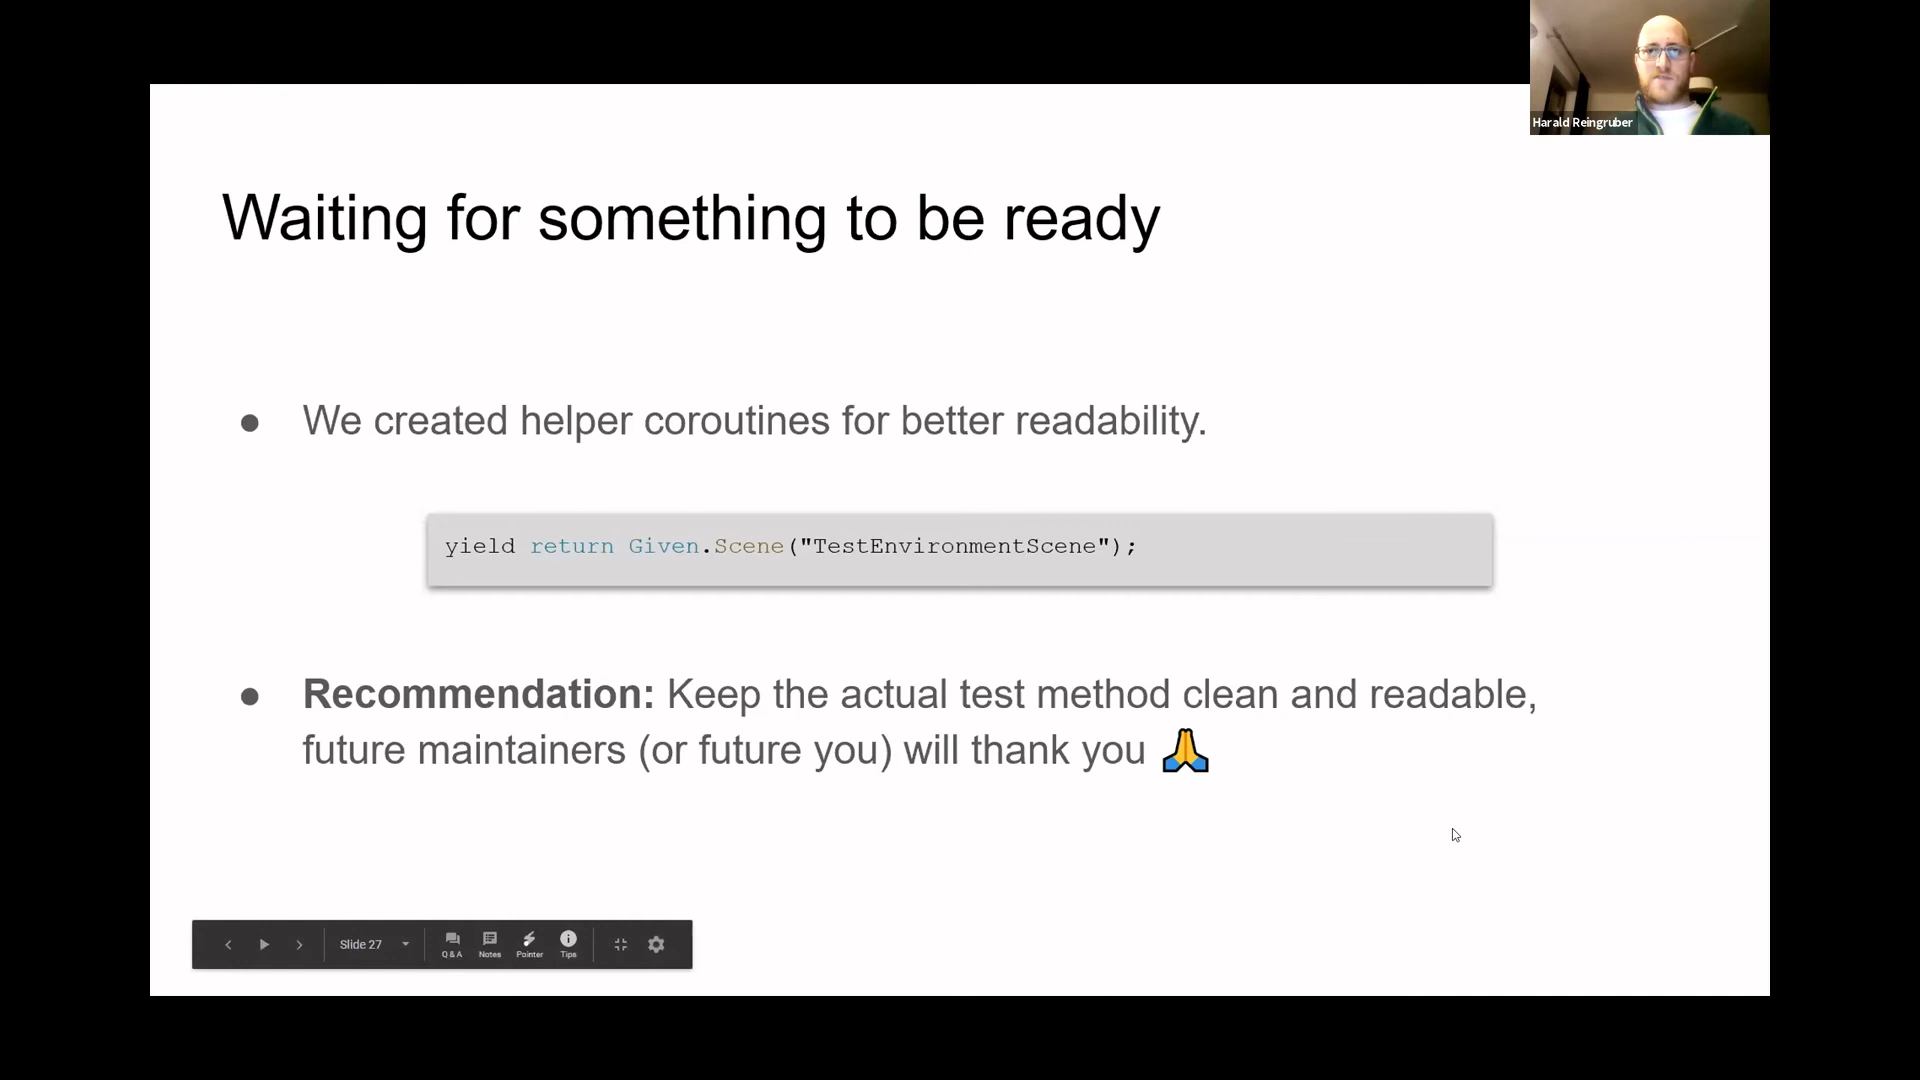 Harald Reingruber
Waiting for something to be ready
● We created helper coroutines for better readability.
yield return Given.Scene("TestEnvironmentScene");
● Recommendation: Keep the actual test method clean and readable,
future maintainers (or future you) will thank you 🙏
Slide 27
Q & A Notes Pointer Tips